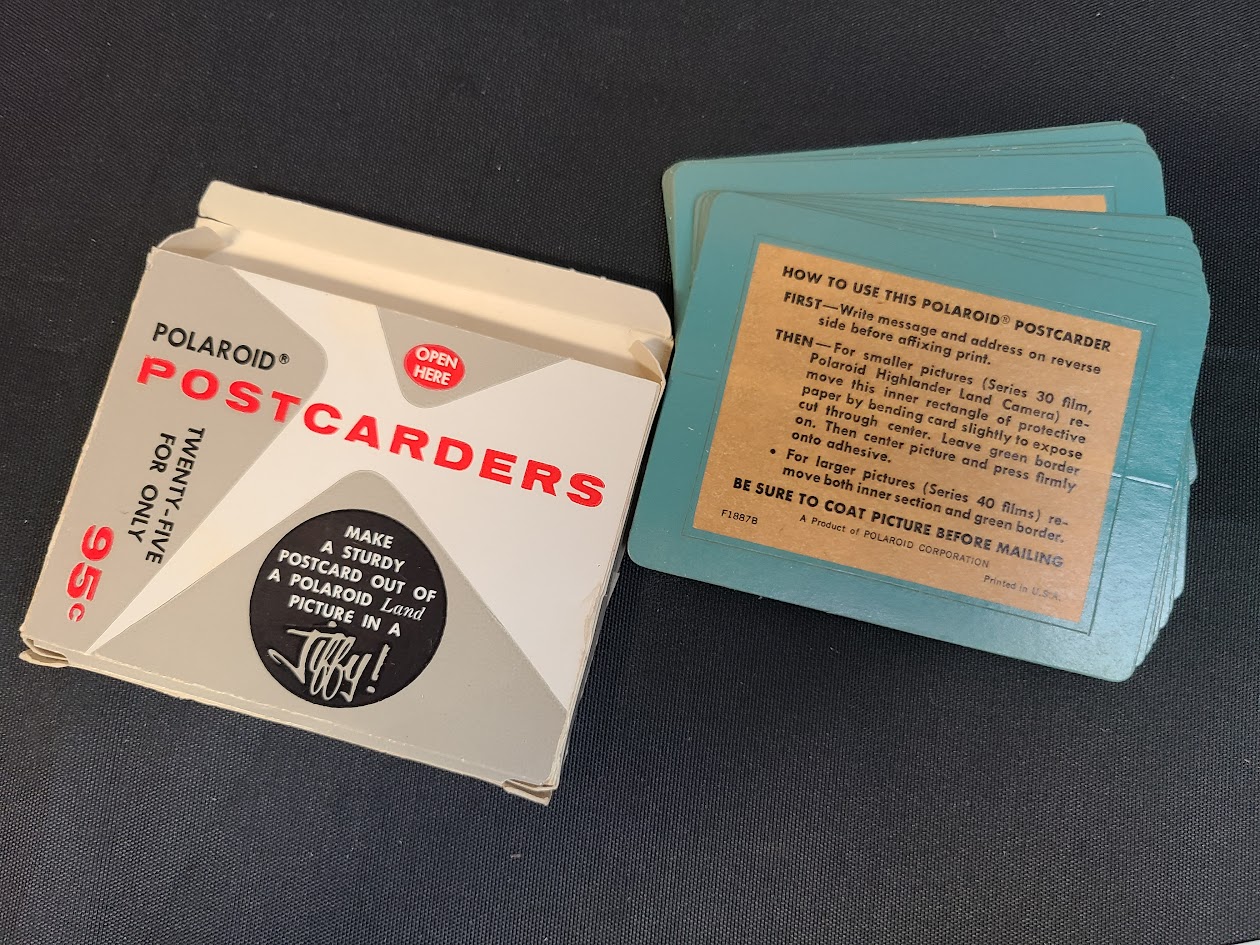 POLAROID®
POSTCARDERS
OPEN
HERE
TWENTY-FIVE
FOR ONLY
95c
MAKE
A STURDY
POSTCARD OUT OF
A POLAROID Land
PICTURE IN A
Jiffy!
HOW TO USE THIS POLAROID® POSTCARDER
FIRST—Write message and address on reverse
side before affixing print.
THEN—For smaller pictures (Series 30 film,
Polaroid Highlander Land Camera) re-
move this inner rectangle of protective
paper by bending card slightly to expose
cut through center. Leave green border
on. Then center picture and press firmly
onto adhesive.
• For larger pictures (Series 40 films) re-
move both inner section and green border.
BE SURE TO COAT PICTURE BEFORE MAILING
F1887B
A Product of POLAROID CORPORATION
Printed in U.S.A.